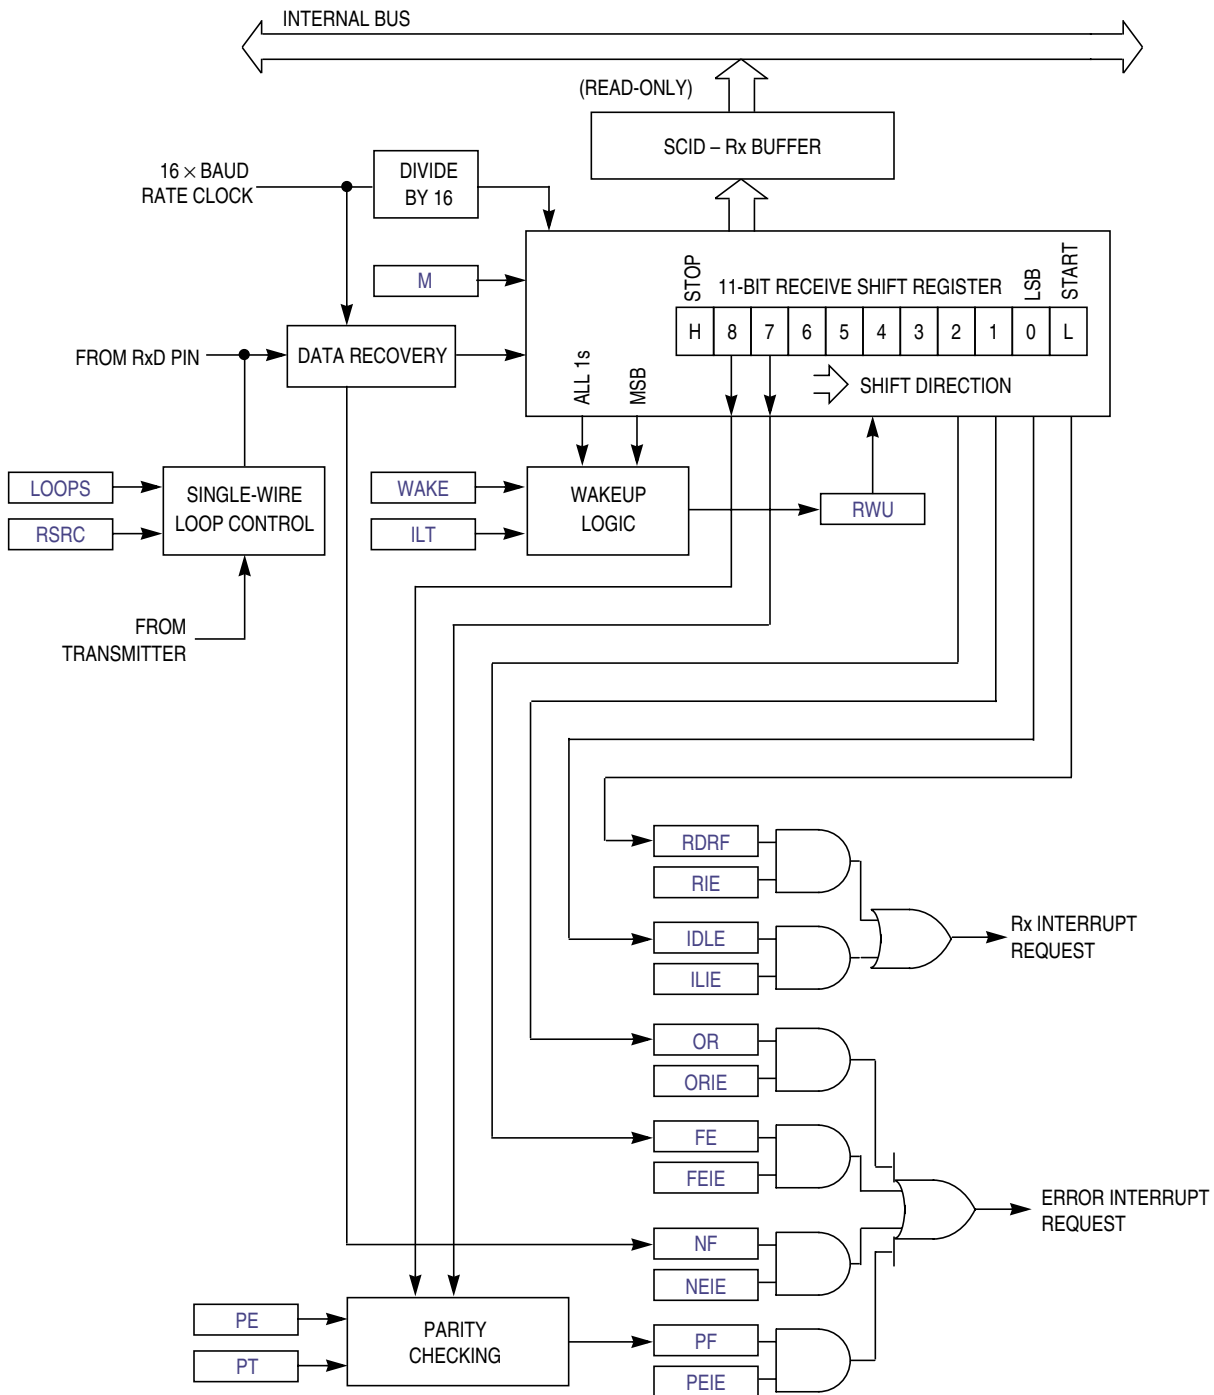 INTERNAL BUS
(READ-ONLY)
SCID – Rx BUFFER
16 × BAUD
RATE CLOCK
DIVIDE
BY 16
M
STOP
11-BIT RECEIVE SHIFT REGISTER
LSB
START
H 8 7 6 5 4 3 2 1 0 L
FROM RxD PIN
DATA RECOVERY
ALL 1s
MSB
SHIFT DIRECTION
LOOPS
RSRC
SINGLE-WIRE
LOOP CONTROL
WAKE
ILT
WAKEUP
LOGIC
RWU
FROM
TRANSMITTER
RDRF
RIE
IDLE
ILIE
Rx INTERRUPT
REQUEST
OR
ORIE
FE
FEIE
ERROR INTERRUPT
REQUEST
NF
NEIE
PE
PT
PARITY
CHECKING
PF
PEIE